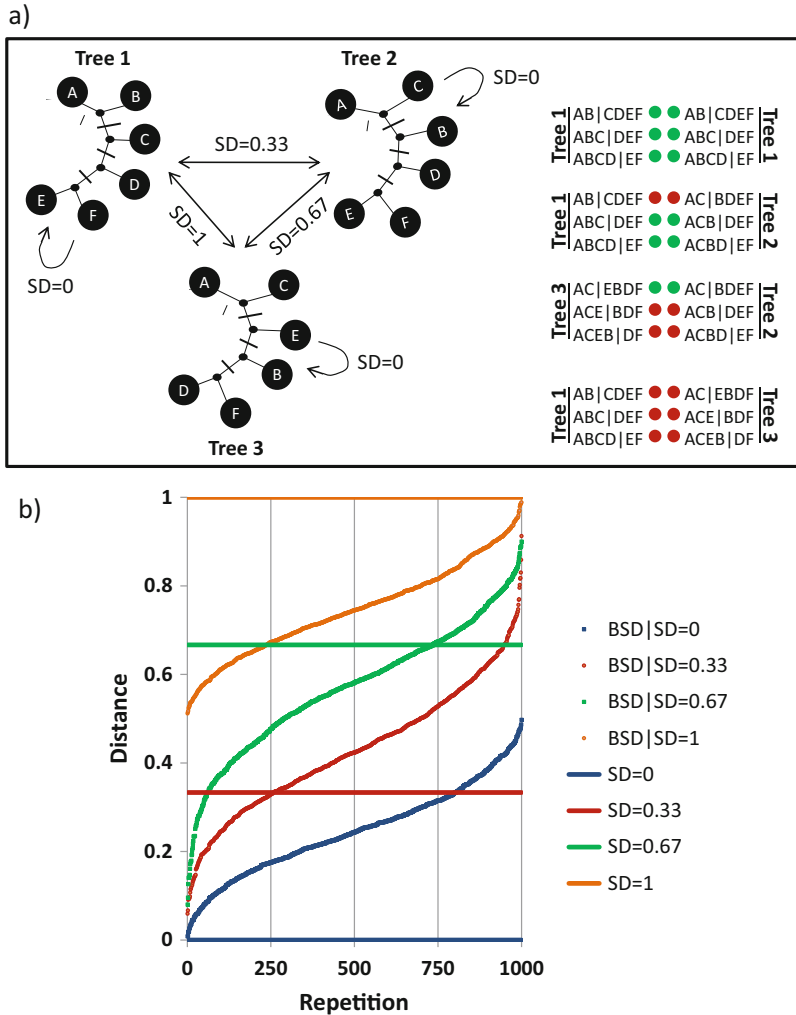 a)
Tree 1
Tree 2
A
B
C
D
E
F
SD=0
A
C
B
D
E
F
SD=0
SD=0.33
SD=1
SD=0.67
A
C
E
B
D
F
SD=0
Tree 3
Tree 1
AB|CDEF AB|CDEF
ABC|DEF ABC|DEF
ABCD|EF ABCD|EF
Tree 1
Tree 1
AB|CDEF AC|BDEF
ABC|DEF ACB|DEF
ABCD|EF ACBD|EF
Tree 2
Tree 3
AC|EBDF AC|BDEF
ACE|BDF ACB|DEF
ACEB|DF ACBD|EF
Tree 2
Tree 1
AB|CDEF AC|EBDF
ABC|DEF ACE|BDF
ABCD|EF ACEB|DF
Tree 3
b)
Distance
1
0.8
0.6
0.4
0.2
0
0 250 500 750 1000
Repetition
BSD|SD=0
BSD|SD=0.33
BSD|SD=0.67
BSD|SD=1
SD=0
SD=0.33
SD=0.67
SD=1